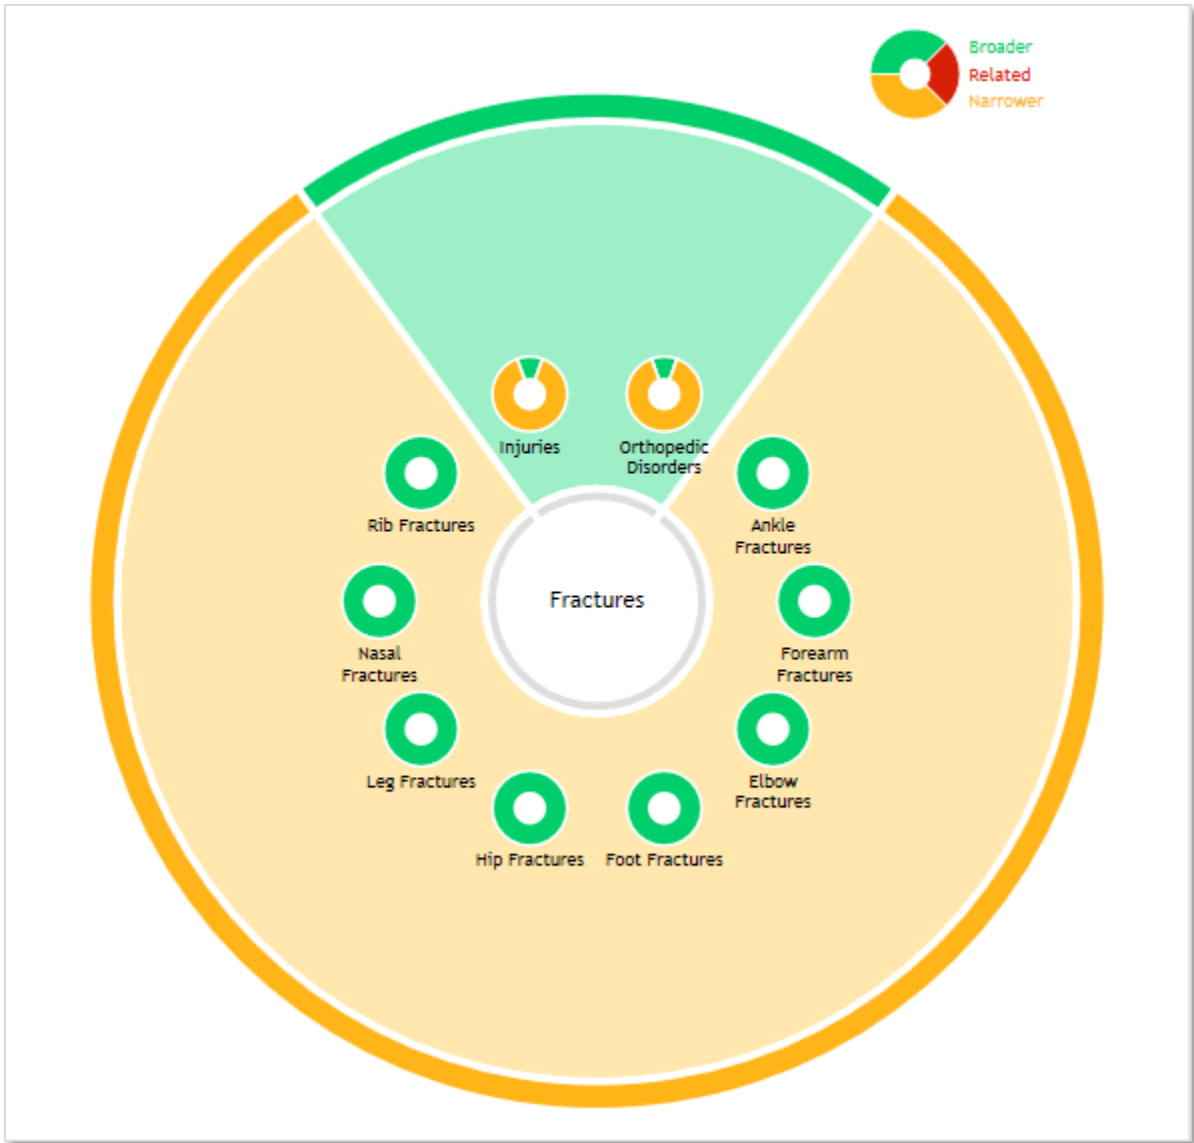 Broader
Related
Narrower
Injuries
Orthopedic
Disorders
Rib Fractures
Ankle
Fractures
Fractures
Nasal
Fractures
Forearm
Fractures
Leg Fractures
Elbow
Fractures
Hip Fractures
Foot Fractures